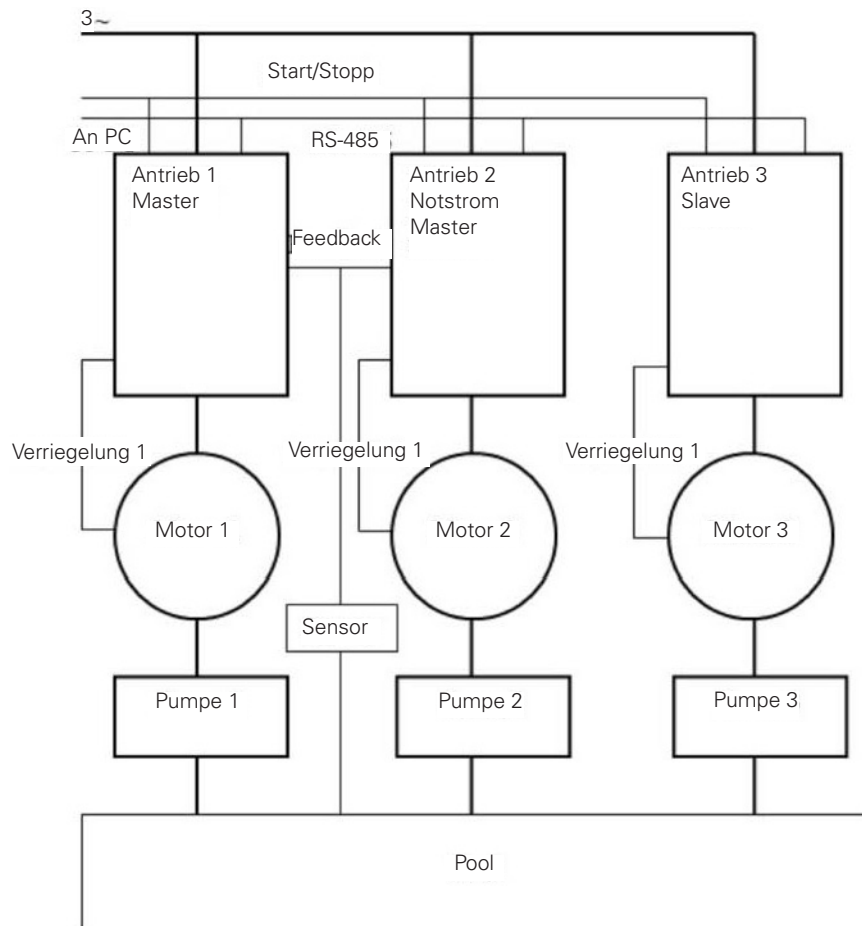 3~
Start/Stopp
An PC
RS-485
Antrieb 1
Master
Antrieb 2
Notstrom
Master
Antrieb 3
Slave
Feedback
Verriegelung 1
Verriegelung 1
Verriegelung 1
Motor 1
Motor 2
Motor 3
Sensor
Pumpe 1
Pumpe 2
Pumpe 3
Pool